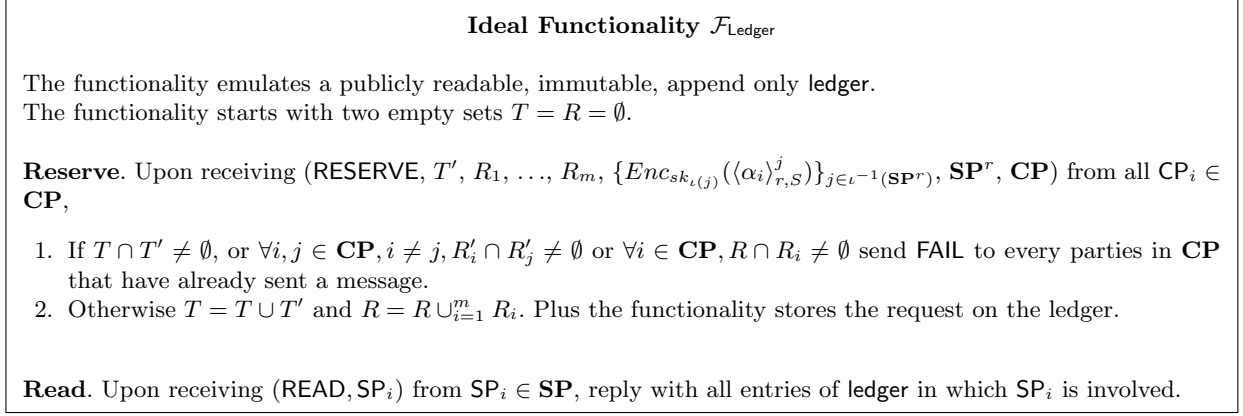 Ideal Functionality 𝓕_Ledger
The functionality emulates a publicly readable, immutable, append only ledger.
The functionality starts with two empty sets T = R = ∅.
Reserve. Upon receiving (RESERVE, T′, R₁, …, Rₘ, {Enc_{sk_{ι(j)}}(⟨α_i⟩^j_{r,S})}_{j∈ι^{−1}(SP^r)}, SP^r, CP) from all CP_i ∈
CP,
1. If T ∩ T′ ≠ ∅, or ∀i, j ∈ CP, i ≠ j, R′_i ∩ R′_j ≠ ∅ or ∀i ∈ CP, R ∩ R_i ≠ ∅ send FAIL to every parties in CP
that have already sent a message.
2. Otherwise T = T ∪ T′ and R = R ∪^m_{i=1} R_i. Plus the functionality stores the request on the ledger.
Read. Upon receiving (READ, SP_i) from SP_i ∈ SP, reply with all entries of ledger in which SP_i is involved.